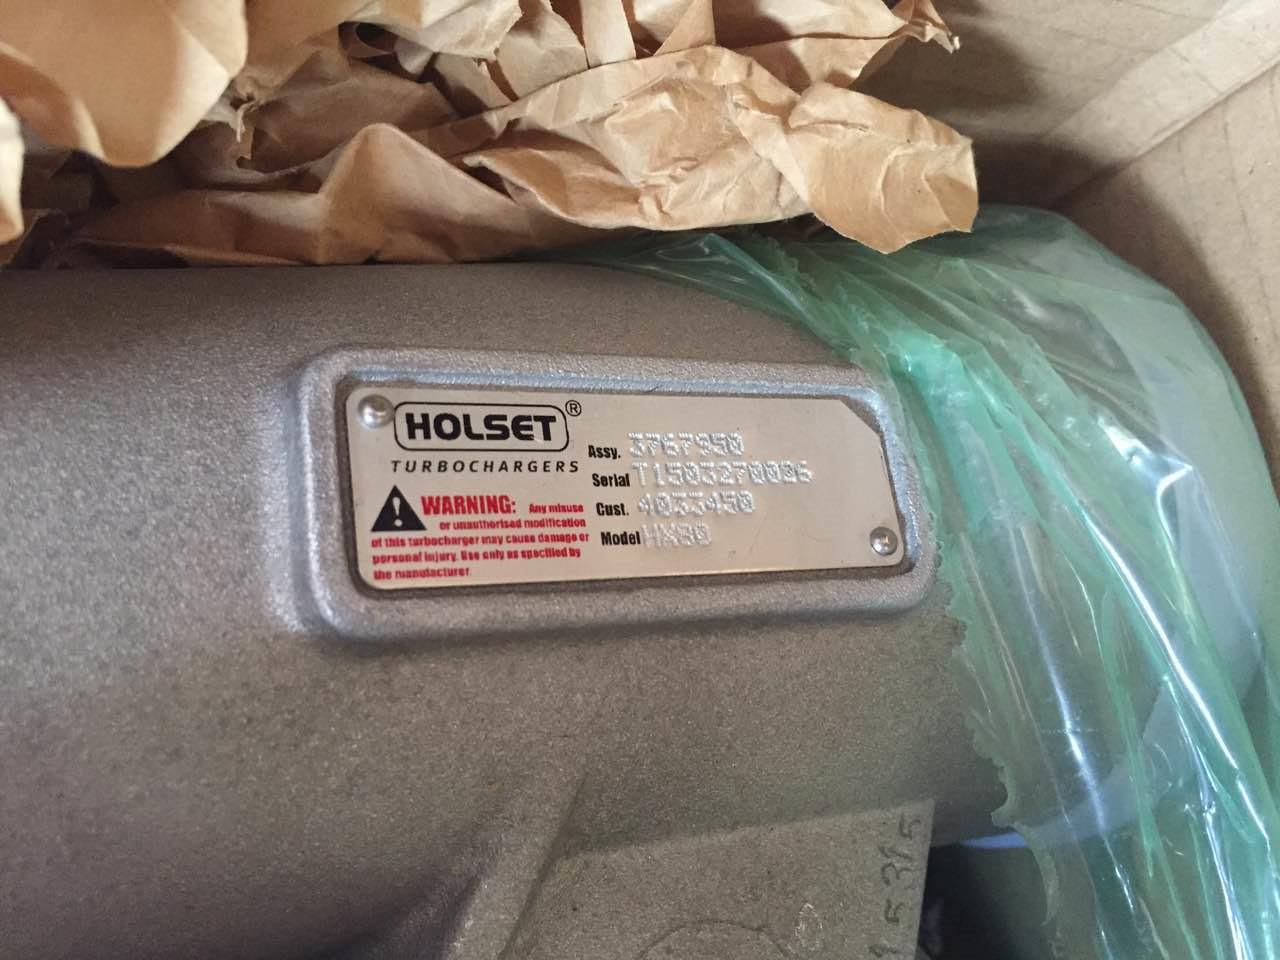 HOLSET®
TURBOCHARGERS
WARNING: Any misuse
or unauthorised modification
of this turbocharger may cause damage or
personal injury. Use only as specified by
the manufacturer.
Assy. 3767950
Serial T1503270026
Cust. 4033450
Model HX80